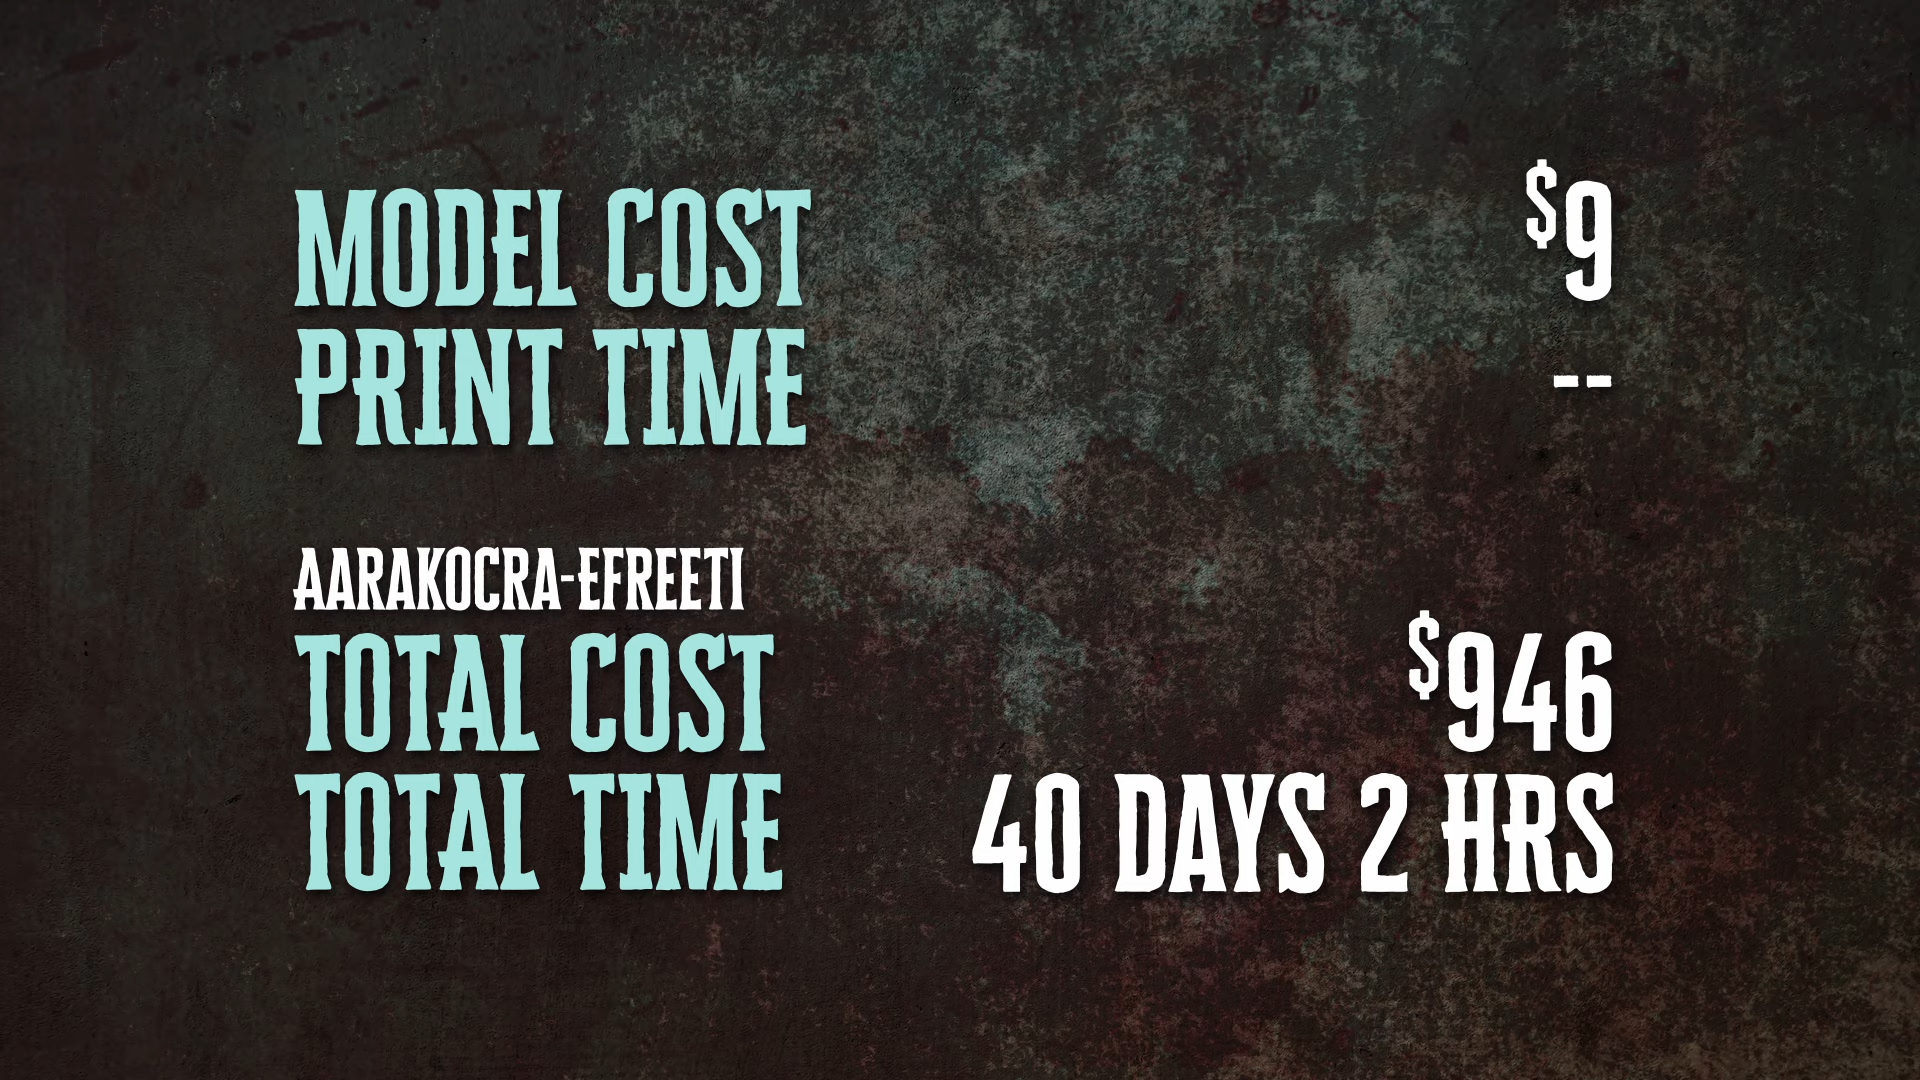 MODEL COST $9
PRINT TIME --
AARAKOCRA-EFREETI
TOTAL COST $946
TOTAL TIME 40 DAYS 2 HRS